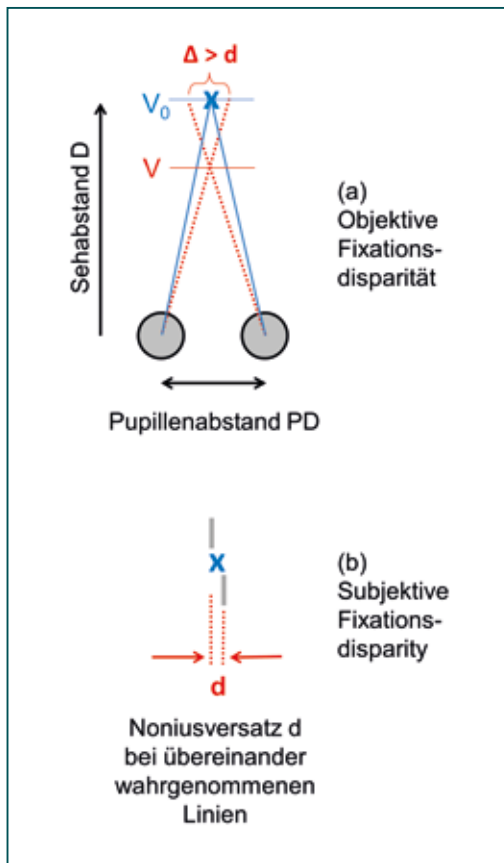 Δ > d
X
V₀
V
Sehabstand D
(a)
Objektive
Fixations-
disparität
Pupillenabstand PD
X
(b)
Subjektive
Fixations-
disparity
d
Noniusversatz d
bei übereinander
wahrgenommenen
Linien